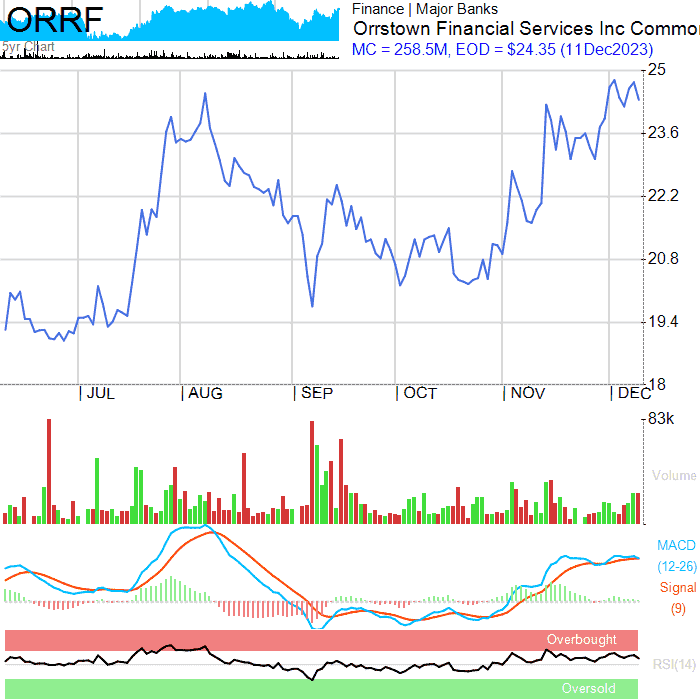 ORRF
5yr Chart
Finance | Major Banks
Orrstown Financial Services Inc Commo
MC = 258.5M, EOD = $24.35 (11Dec2023)
25
23.6
22.2
20.8
19.4
18
JUL
AUG
SEP
OCT
NOV
DEC
83k
Volume
MACD
(12-26)
Signal
(9)
Overbought
RSI(14)
Oversold